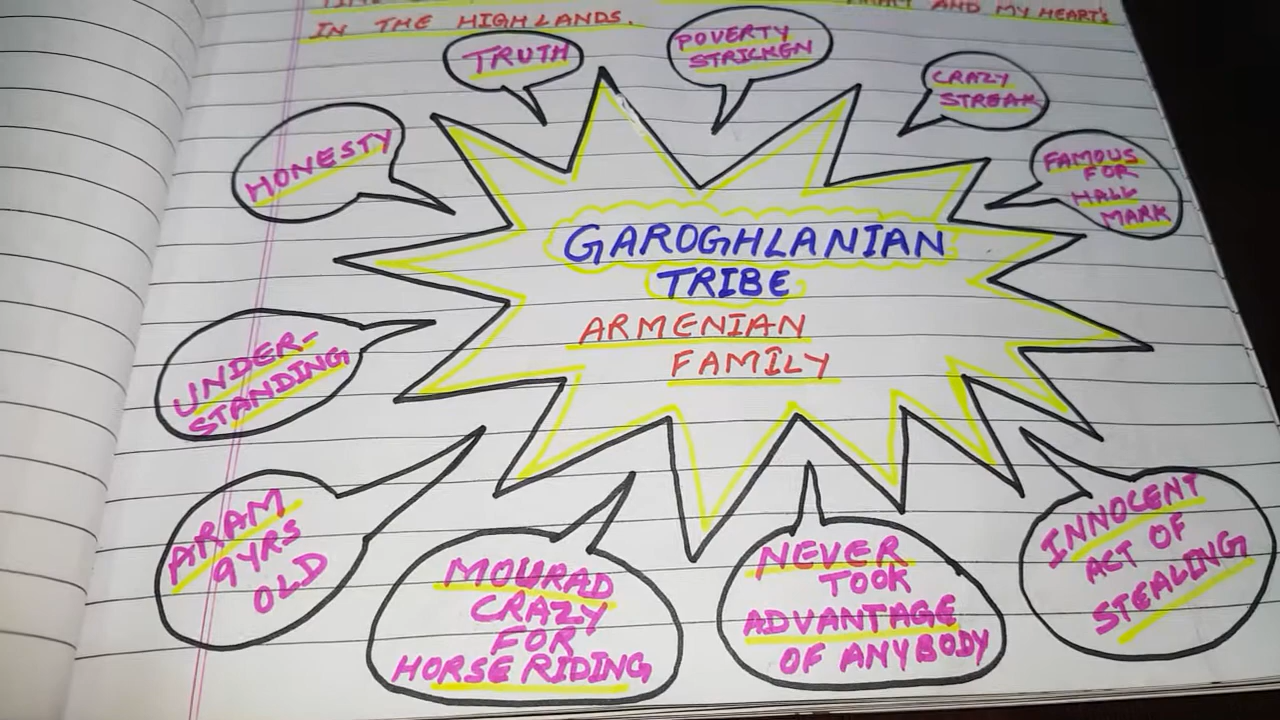 AND MY HEART'S
IN THE HIGHLANDS.
TRUTH
POVERTY
STRICKEN
CRAZY
STREAK
HONESTY
FAMOUS
FOR
HALL
MARK
GAROGHLANIAN
TRIBE
ARMENIAN
FAMILY
UNDER-
STANDING
ARAM
9YRS
OLD
MOURAD
CRAZY
FOR
HORSE RIDING
NEVER
TOOK
ADVANTAGE
OF ANYBODY
INNOCENT
ACT OF
STEALING